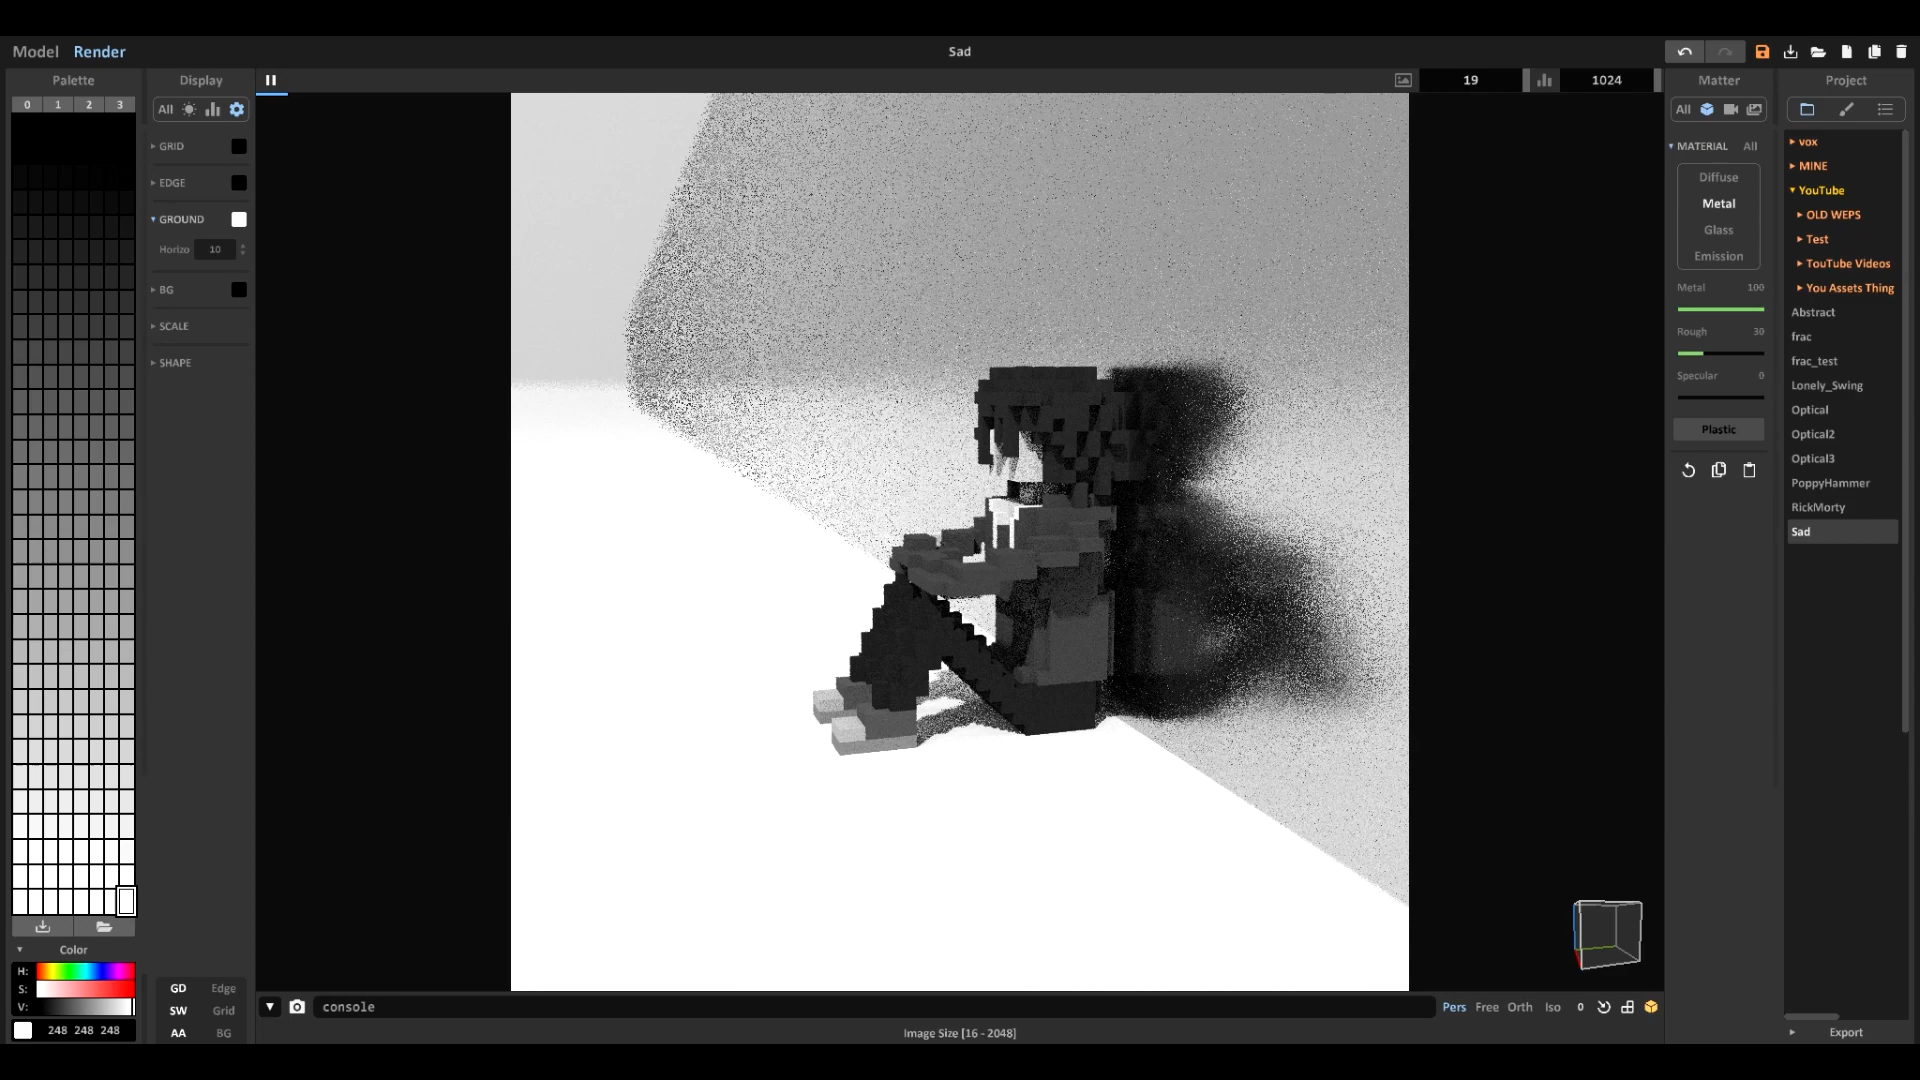 Model Render
Sad
Palette
0 1 2 3
Color
H:
S:
V:
248 248 248
Display
All
GRID
EDGE
GROUND
Horizo 10
BG
SCALE
SHAPE
GD Edge
SW Grid
AA BG
19
1024
console
Pers Free Orth Iso 0
Image Size [16 - 2048]
Matter
All
MATERIAL All
Diffuse
Metal
Glass
Emission
Metal 100
Rough 30
Specular 0
Plastic
Project
vox
MINE
YouTube
OLD WEPS
Test
TouTube Videos
You Assets Thing
Abstract
frac
frac_test
Lonely_Swing
Optical
Optical2
Optical3
PoppyHammer
RickMorty
Sad
Export